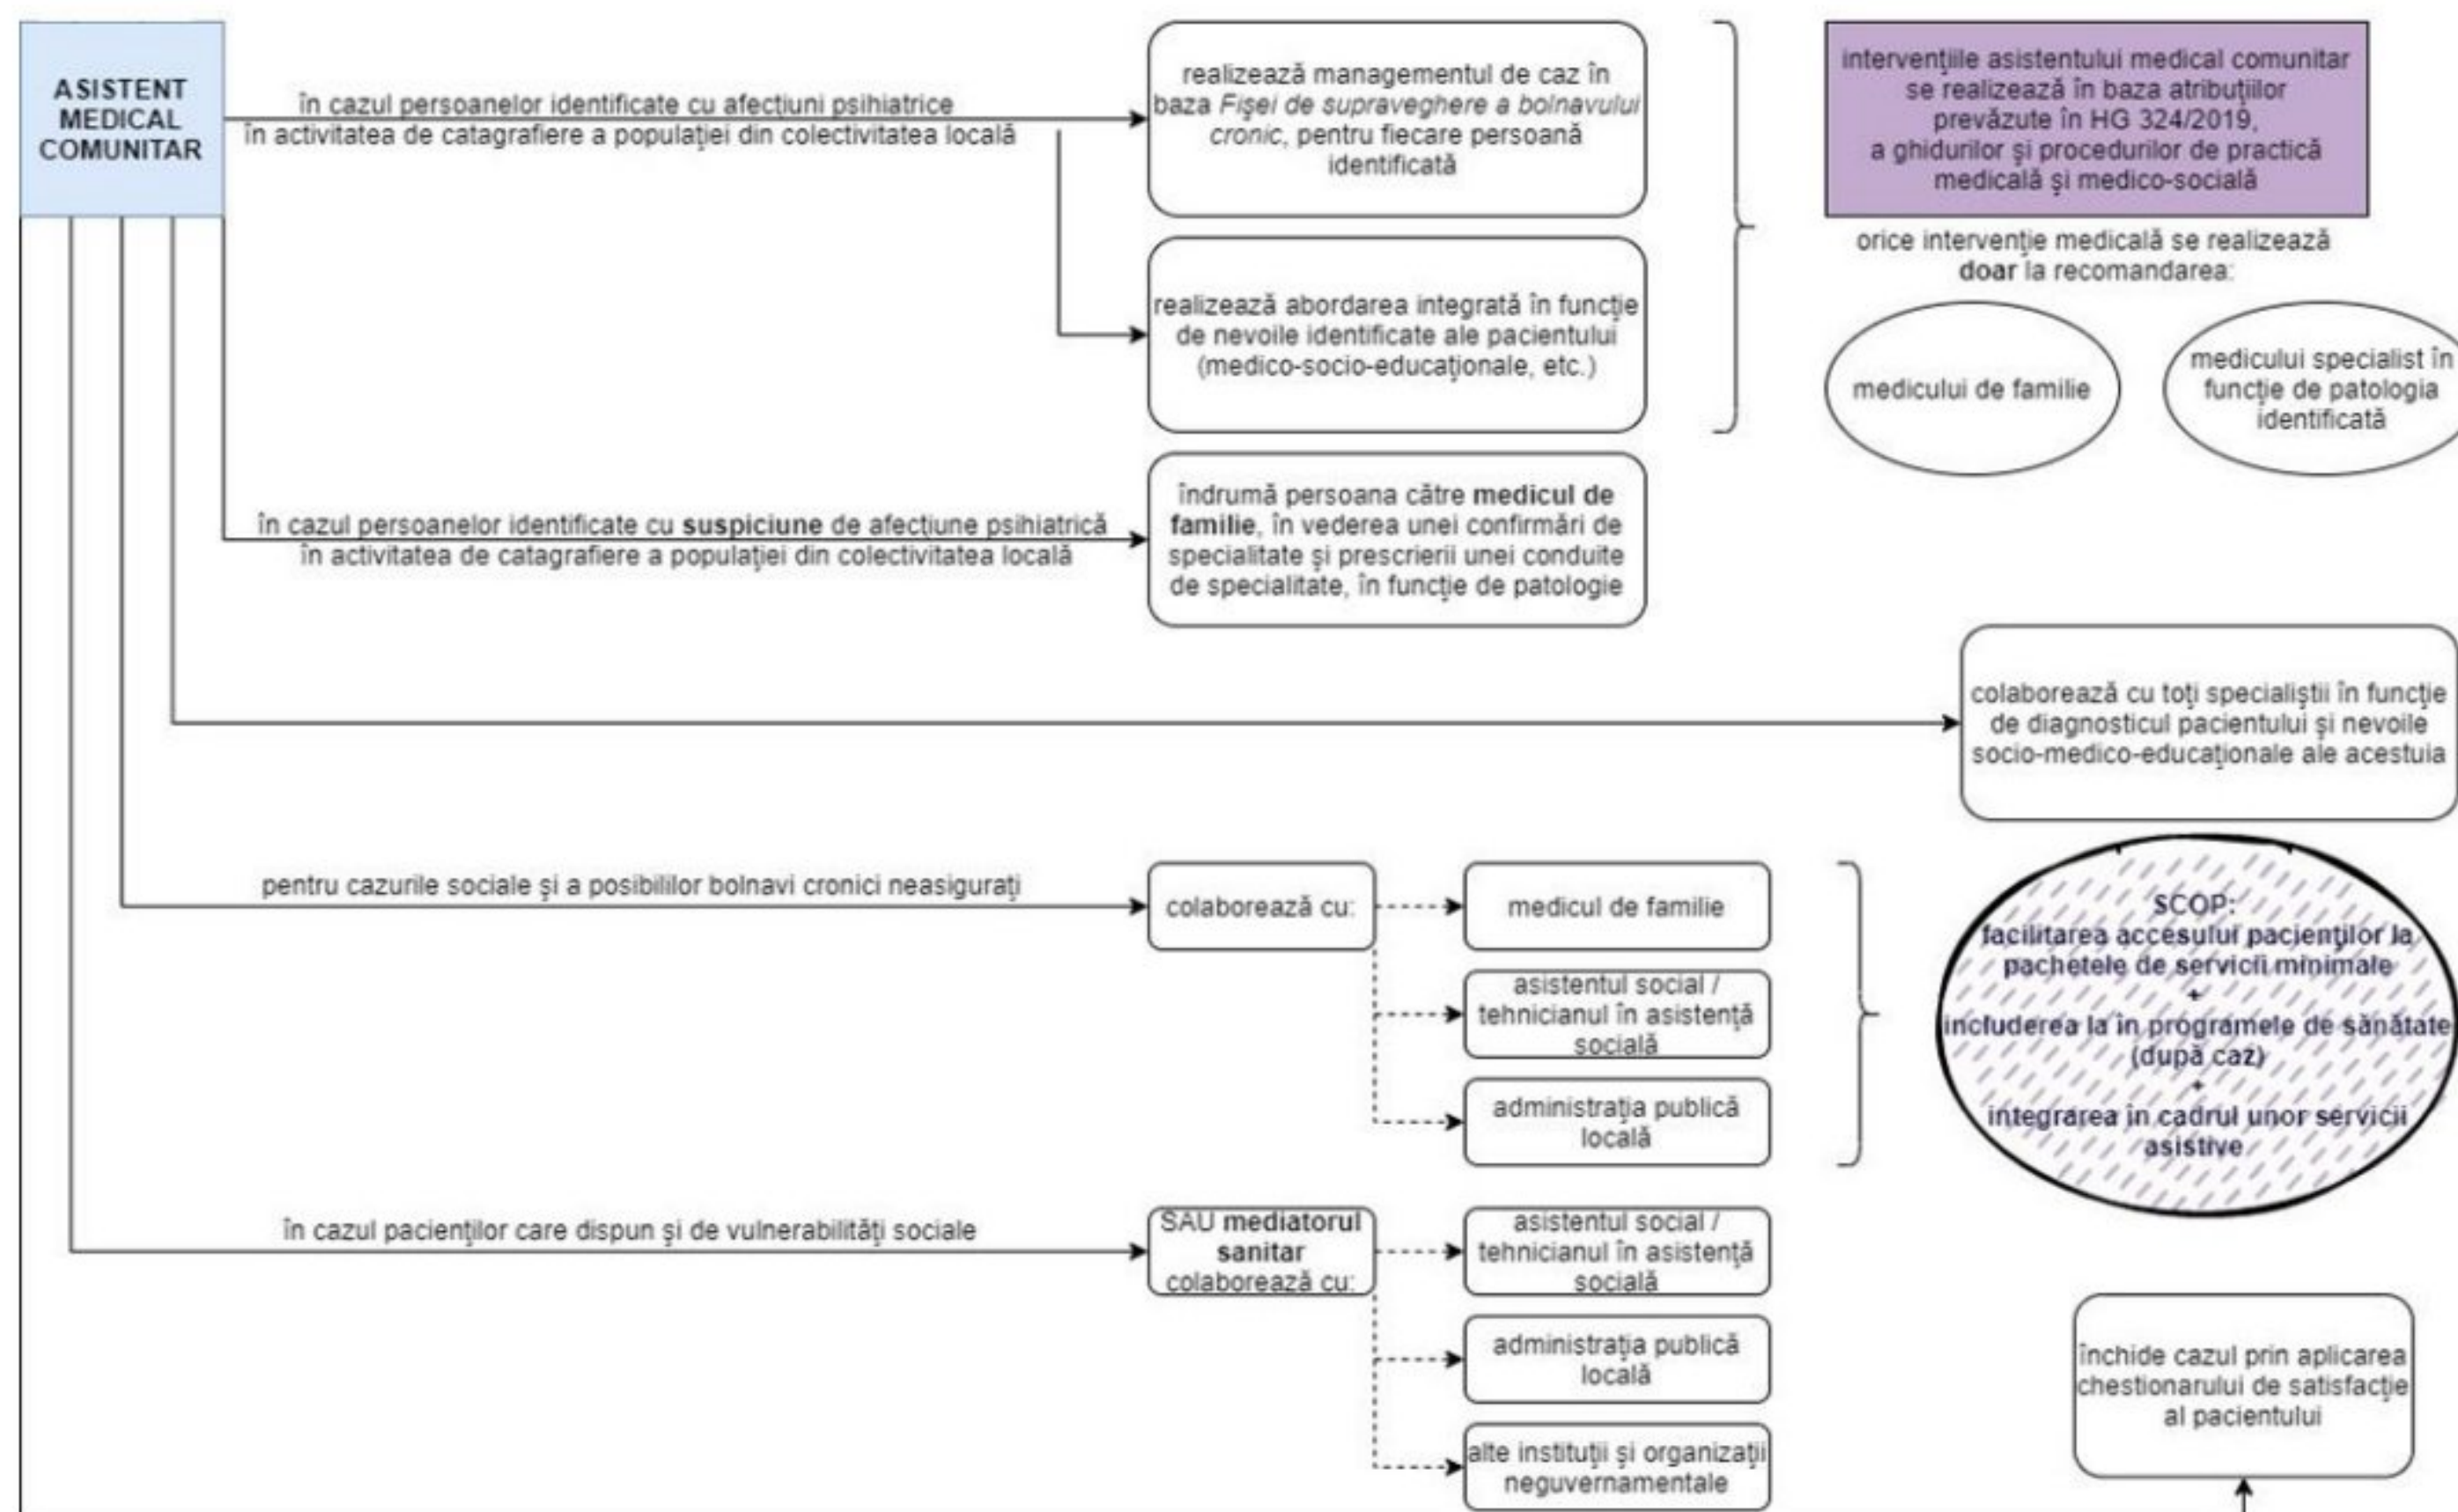 ASISTENT
MEDICAL
COMUNITAR
în cazul persoanelor identificate cu afecțiuni psihiatrice
în activitatea de catagrafiere a populației din colectivitatea locală
realizează managementul de caz în
baza Fișei de supraveghere a bolnavului
cronic, pentru fiecare persoană
identificată
realizează abordarea integrată în funcție
de nevoile identificate ale pacientului
(medico-socio-educaționale, etc.)
intervențiile asistentului medical comunitar
se realizează în baza atribuțiilor
prevăzute în HG 324/2019,
a ghidurilor și procedurilor de practică
medicală și medico-socială
orice intervenție medicală se realizează
doar la recomandarea:
medicului de familie
medicului specialist în
funcție de patologia
identificată
în cazul persoanelor identificate cu suspiciune de afecțiune psihiatrică
în activitatea de catagrafiere a populației din colectivitatea locală
îndrumă persoana către medicul de
familie, în vederea unei confirmări de
specialitate și prescrierii unei conduite
de specialitate, în funcție de patologie
colaborează cu toți specialiștii în funcție
de diagnosticul pacientului și nevoile
socio-medico-educaționale ale acestuia
pentru cazurile sociale și a posibililor bolnavi cronici neasigurați
colaborează cu:
medicul de familie
asistentul social /
tehnicianul în asistență
socială
administrația publică
locală
SCOP:
facilitarea accesului pacienților la
pachetele de servicii minimale
+
includerea la în programele de sănătate
(după caz)
+
integrarea în cadrul unor servicii
asistive
în cazul pacienților care dispun și de vulnerabilități sociale
SAU mediatorul
sanitar
colaborează cu:
asistentul social /
tehnicianul în asistență
socială
administrația publică
locală
alte instituții și organizații
neguvernamentale
închide cazul prin aplicarea
chestionarului de satisfacție
al pacientului